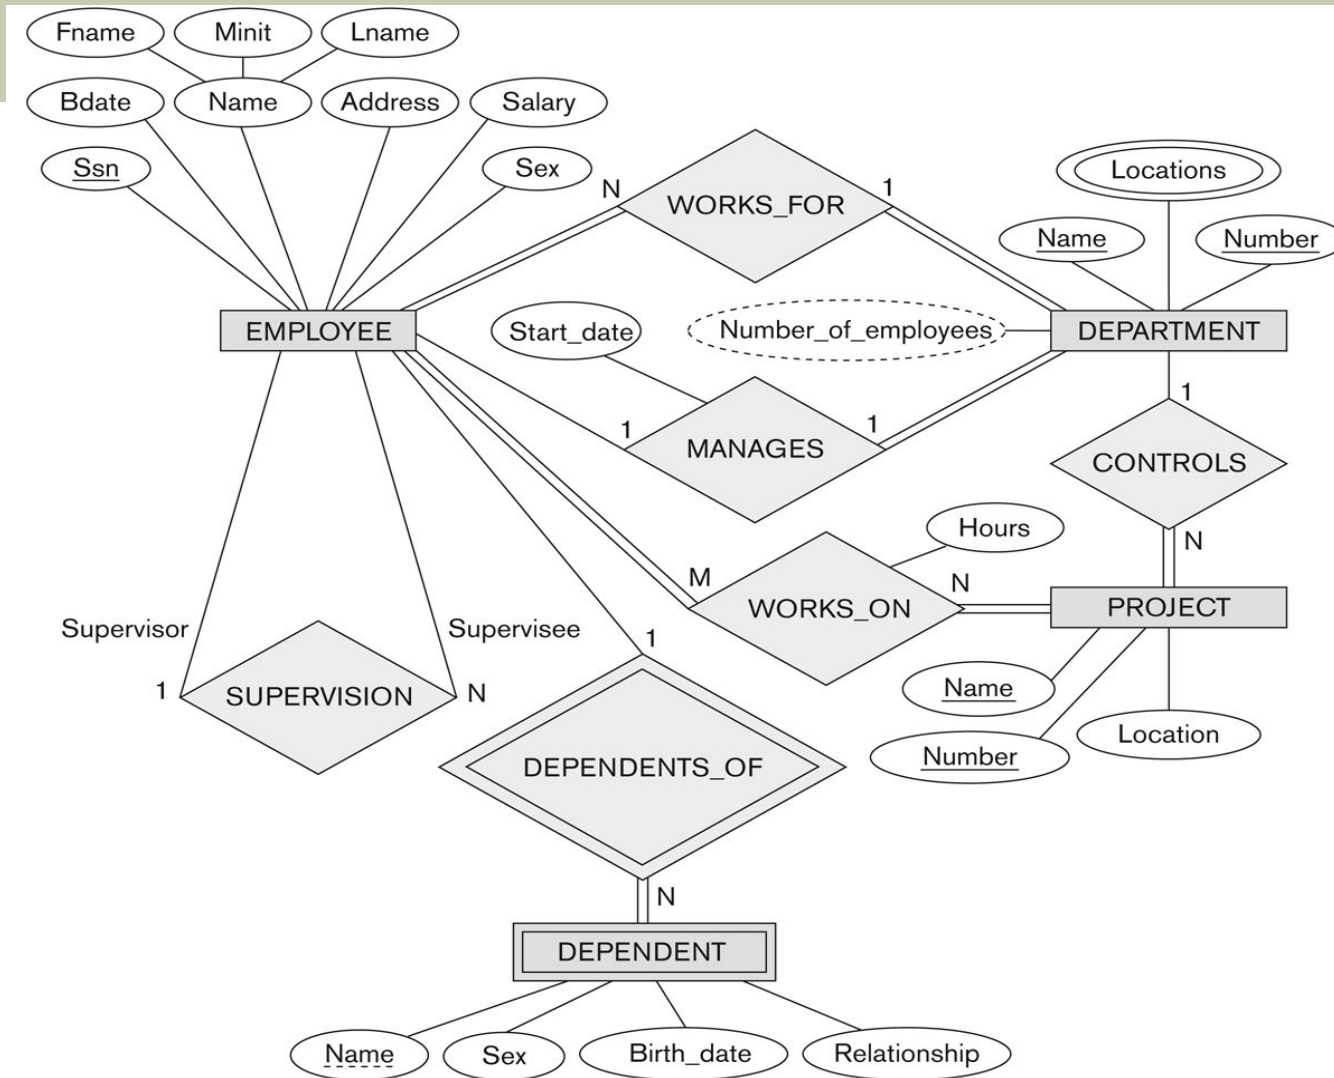 Fname
Minit
Lname
Bdate
Name
Address
Salary
Ssn
Sex
N
WORKS_FOR
1
Locations
Name
Number
EMPLOYEE
Start_date
Number_of_employees
DEPARTMENT
1
MANAGES
1
1
CONTROLS
N
Hours
M
WORKS_ON
N
PROJECT
Supervisor
Supervisee
1
1
SUPERVISION
N
Name
Number
Location
DEPENDENTS_OF
N
DEPENDENT
Name
Sex
Birth_date
Relationship